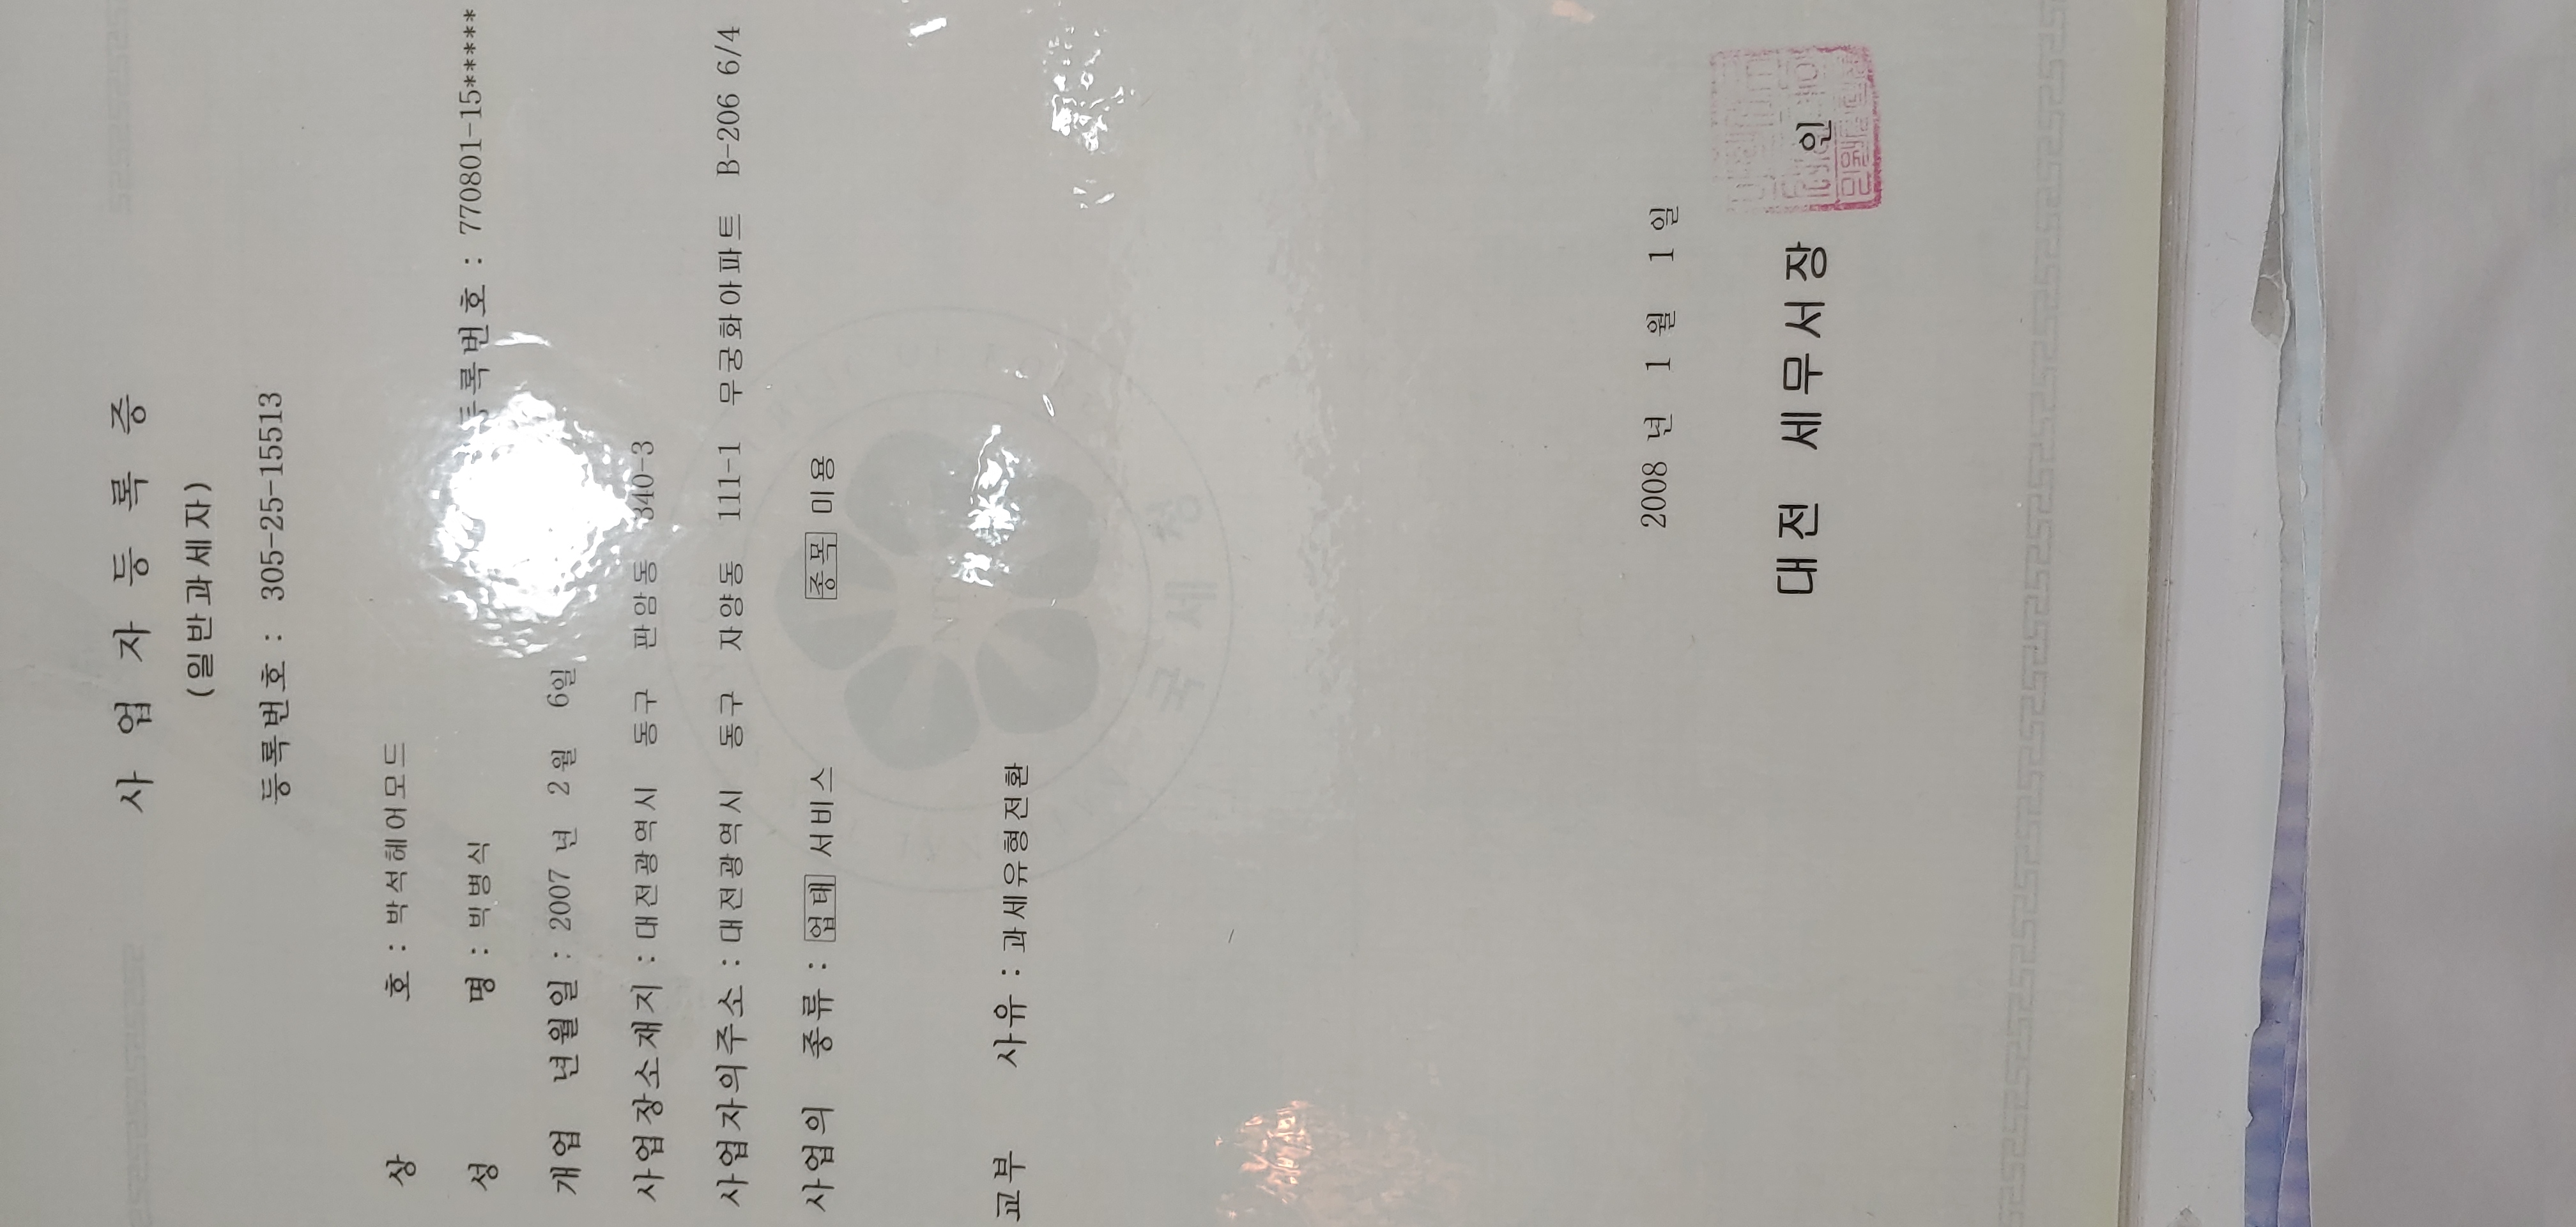 사 업 자 등 록 증
(일반과세자)
등록번호 : 305-25-15513
상 호 : 박석헤어모드
성 명 : 박병식 등록번호 : 770801-15*****
개업 년월일 : 2007 년 2 월 6일
사업장소재지 : 대전광역시 동구 판암동 340-3
사업자의주소 : 대전광역시 동구 자양동 111-1 무궁화아파트 B-206 6/4
사업의 종류 : 업태 서비스 종목 미용
교부 사유 : 과세유형전환
국세청
2008 년 1 월 1 일
대전 세무서장 인